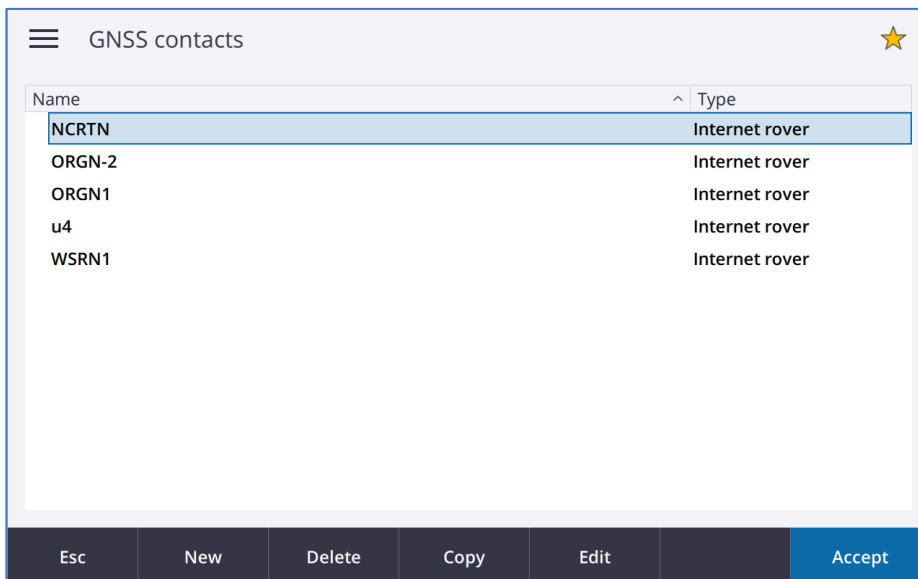 GNSS contacts
Name Type
NCRTN Internet rover
ORGN-2 Internet rover
ORGN1 Internet rover
u4 Internet rover
WSRN1 Internet rover
Esc New Delete Copy Edit Accept